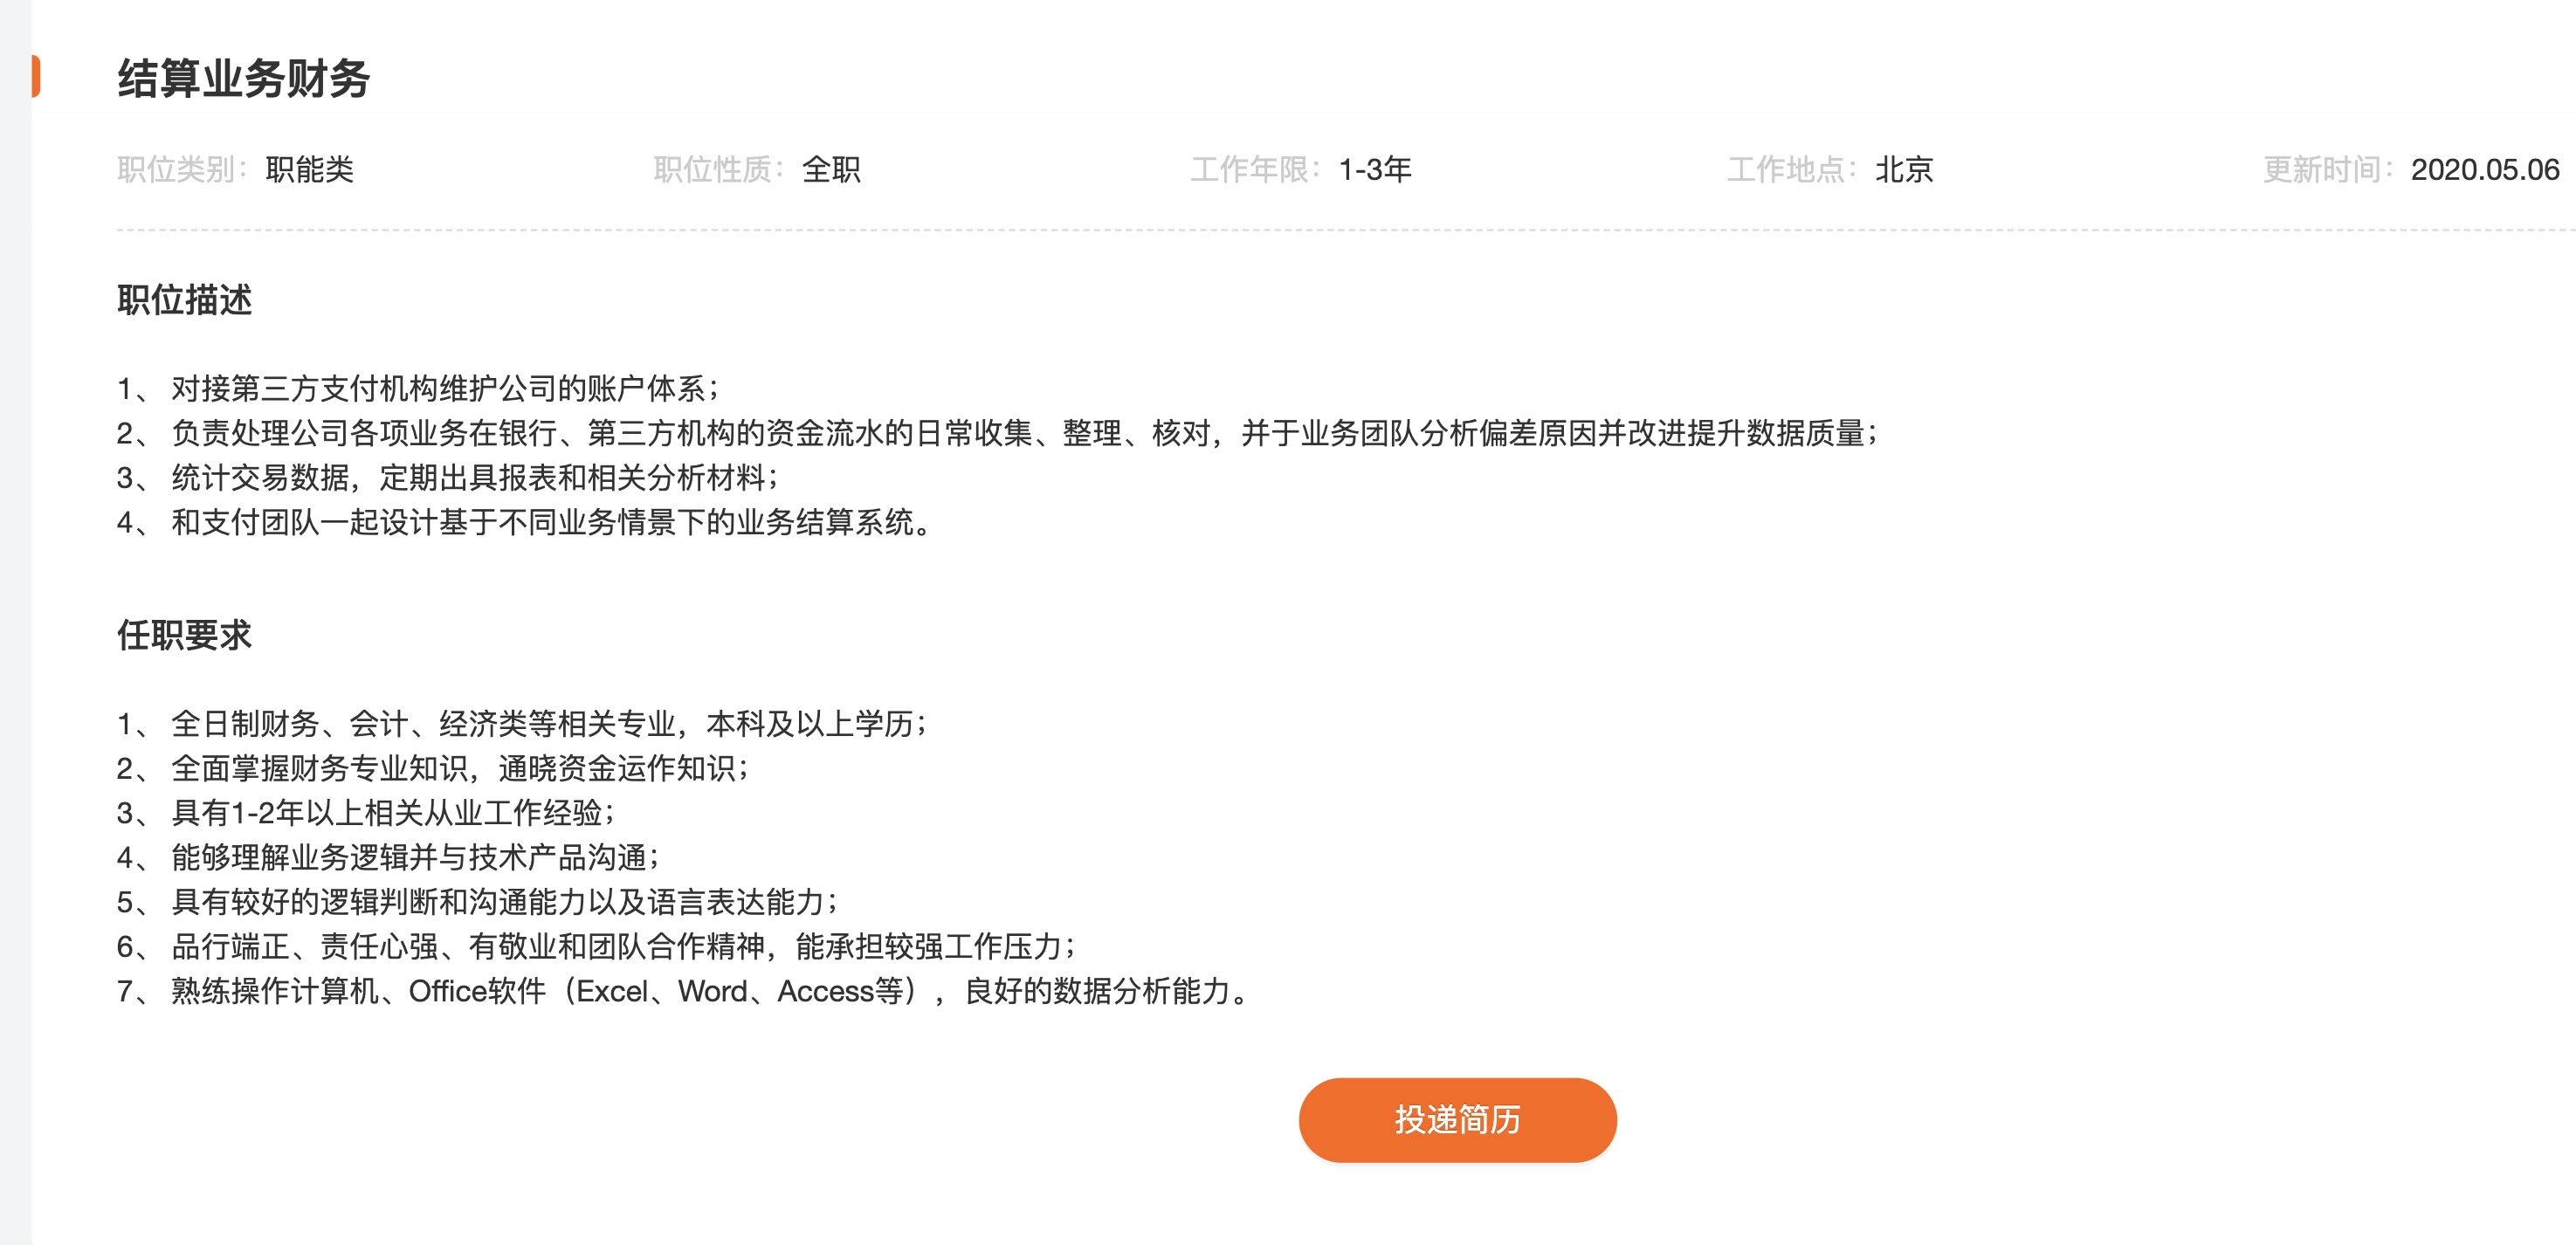 结算业务财务
职位类别：职能类 职位性质：全职 工作年限：1-3年 工作地点：北京 更新时间：2020.05.06
职位描述
1、 对接第三方支付机构维护公司的账户体系；
2、 负责处理公司各项业务在银行、第三方机构的资金流水的日常收集、整理、核对，并于业务团队分析偏差原因并改进提升数据质量；
3、 统计交易数据，定期出具报表和相关分析材料；
4、 和支付团队一起设计基于不同业务情景下的业务结算系统。
任职要求
1、 全日制财务、会计、经济类等相关专业，本科及以上学历；
2、 全面掌握财务专业知识，通晓资金运作知识；
3、 具有1-2年以上相关从业工作经验；
4、 能够理解业务逻辑并与技术产品沟通；
5、 具有较好的逻辑判断和沟通能力以及语言表达能力；
6、 品行端正、责任心强、有敬业和团队合作精神，能承担较强工作压力；
7、 熟练操作计算机、Office软件（Excel、Word、Access等），良好的数据分析能力。
投递简历